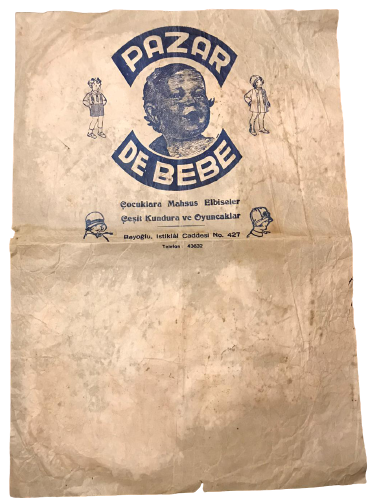 PAZAR
DE BEBE
Çocuklara Mahsus Elbiseler
Çeşit Kundura ve Oyuncaklar
Beyoğlu, İstiklâl Caddesi No. 427
Telefon : 43632